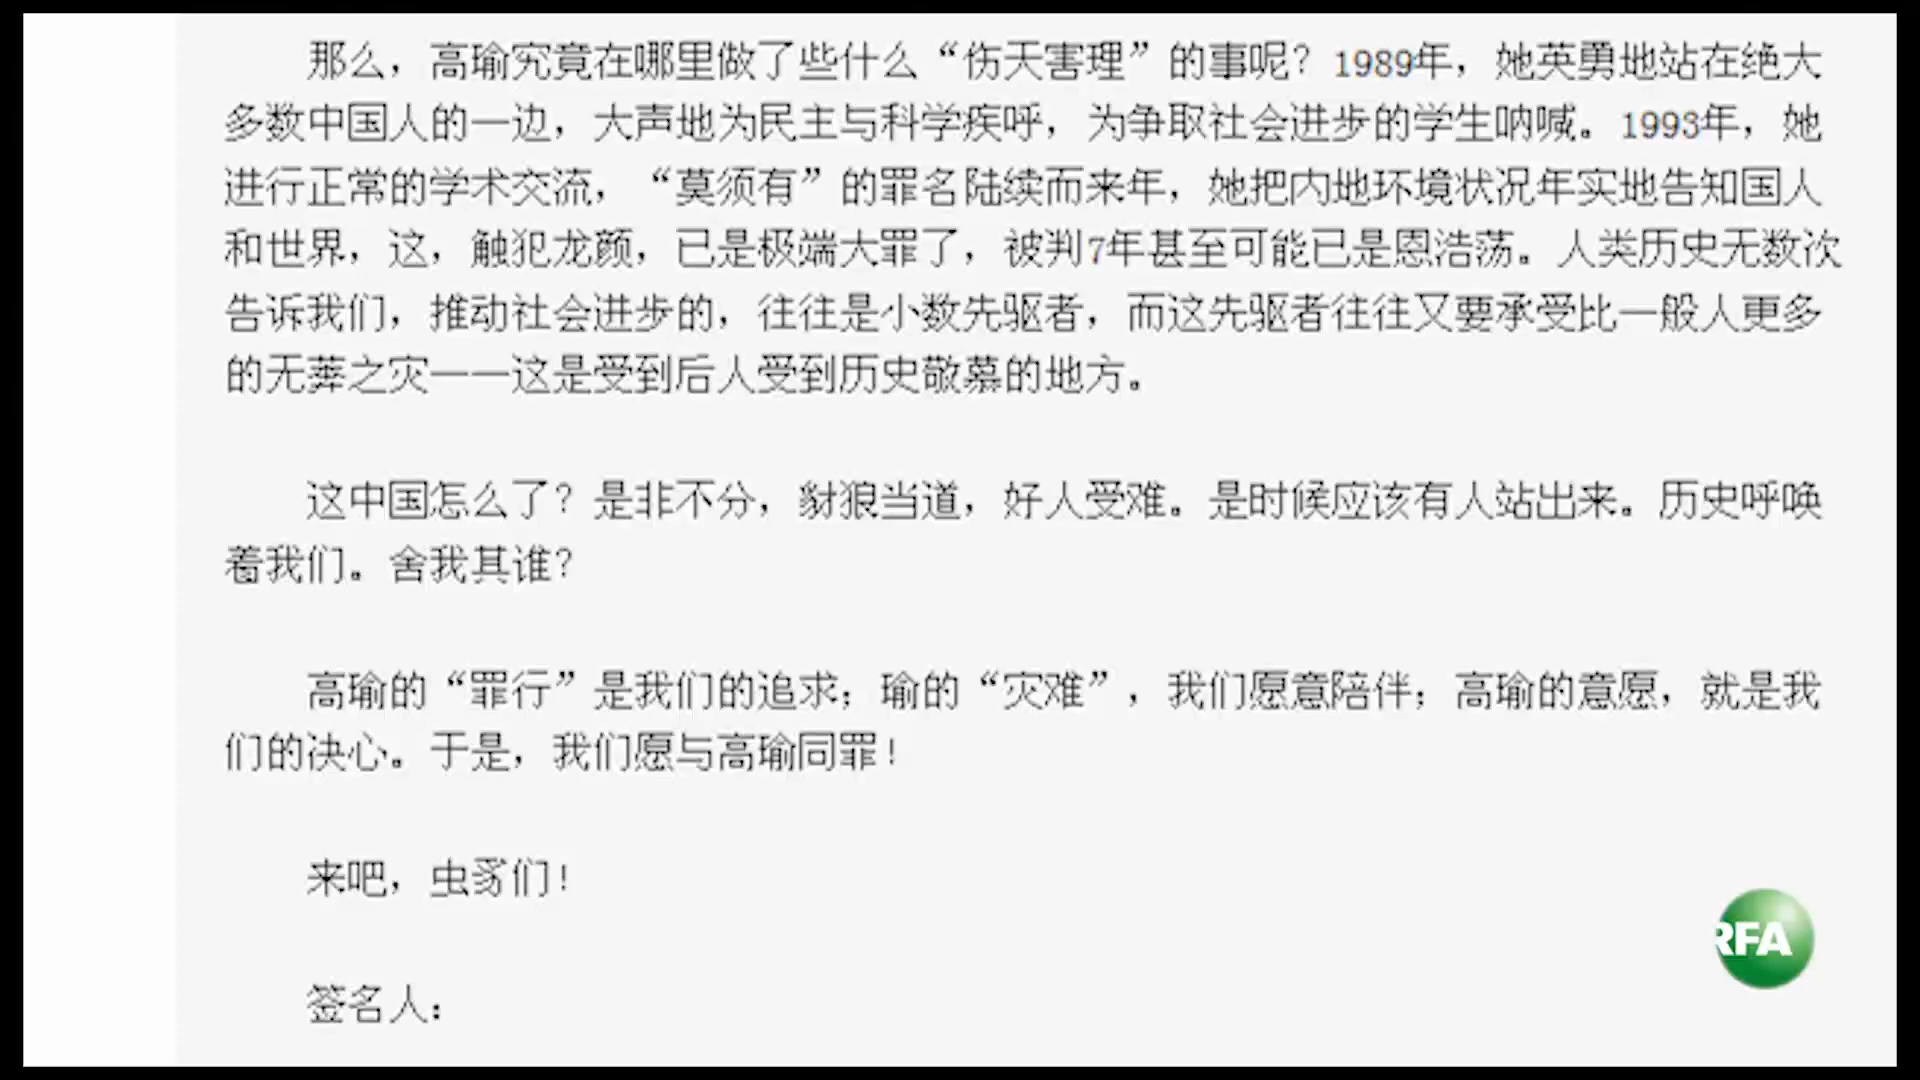 那么，高瑜究竟在哪里做了些什么“伤天害理”的事呢？1989年，她英勇地站在绝大
多数中国人的一边，大声地为民主与科学疾呼，为争取社会进步的学生呐喊。1993年，她
进行正常的学术交流，“莫须有”的罪名陆续而来年，她把内地环境状况年实地告知国人
和世界，这，触犯龙颜，已是极端大罪了，被判7年甚至可能已是恩浩荡。人类历史无数次
告诉我们，推动社会进步的，往往是小数先驱者，而这先驱者往往又要承受比一般人更多
的无葬之灾——这是受到后人受到历史敬慕的地方。
这中国怎么了？是非不分，豺狼当道，好人受难。是时候应该有人站出来。历史呼唤
着我们。舍我其谁？
高瑜的“罪行”是我们的追求；瑜的“灾难”，我们愿意陪伴；高瑜的意愿，就是我
们的决心。于是，我们愿与高瑜同罪！
来吧，虫豸们！
签名人：
RFA